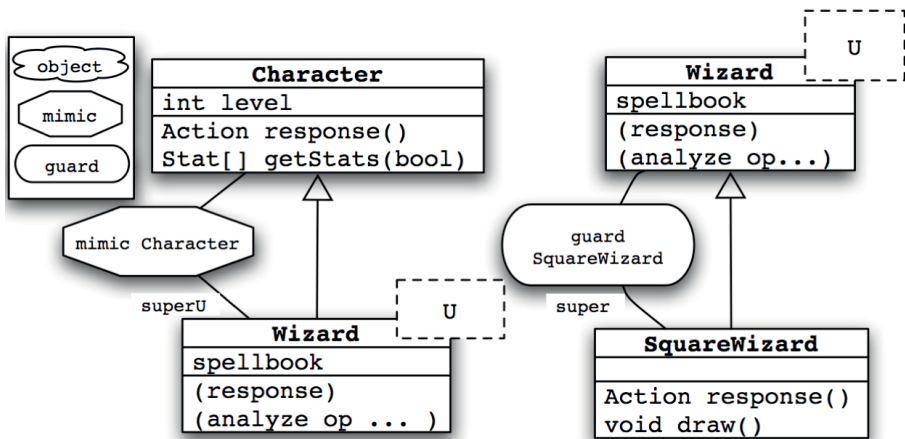 object
mimic
guard
Character
int level
Action response()
Stat[] getStats(bool)
mimic Character
superU
U
Wizard
spellbook
(response)
(analyze op ... )
U
Wizard
spellbook
(response)
(analyze op...)
guard
SquareWizard
super
SquareWizard
Action response()
void draw()